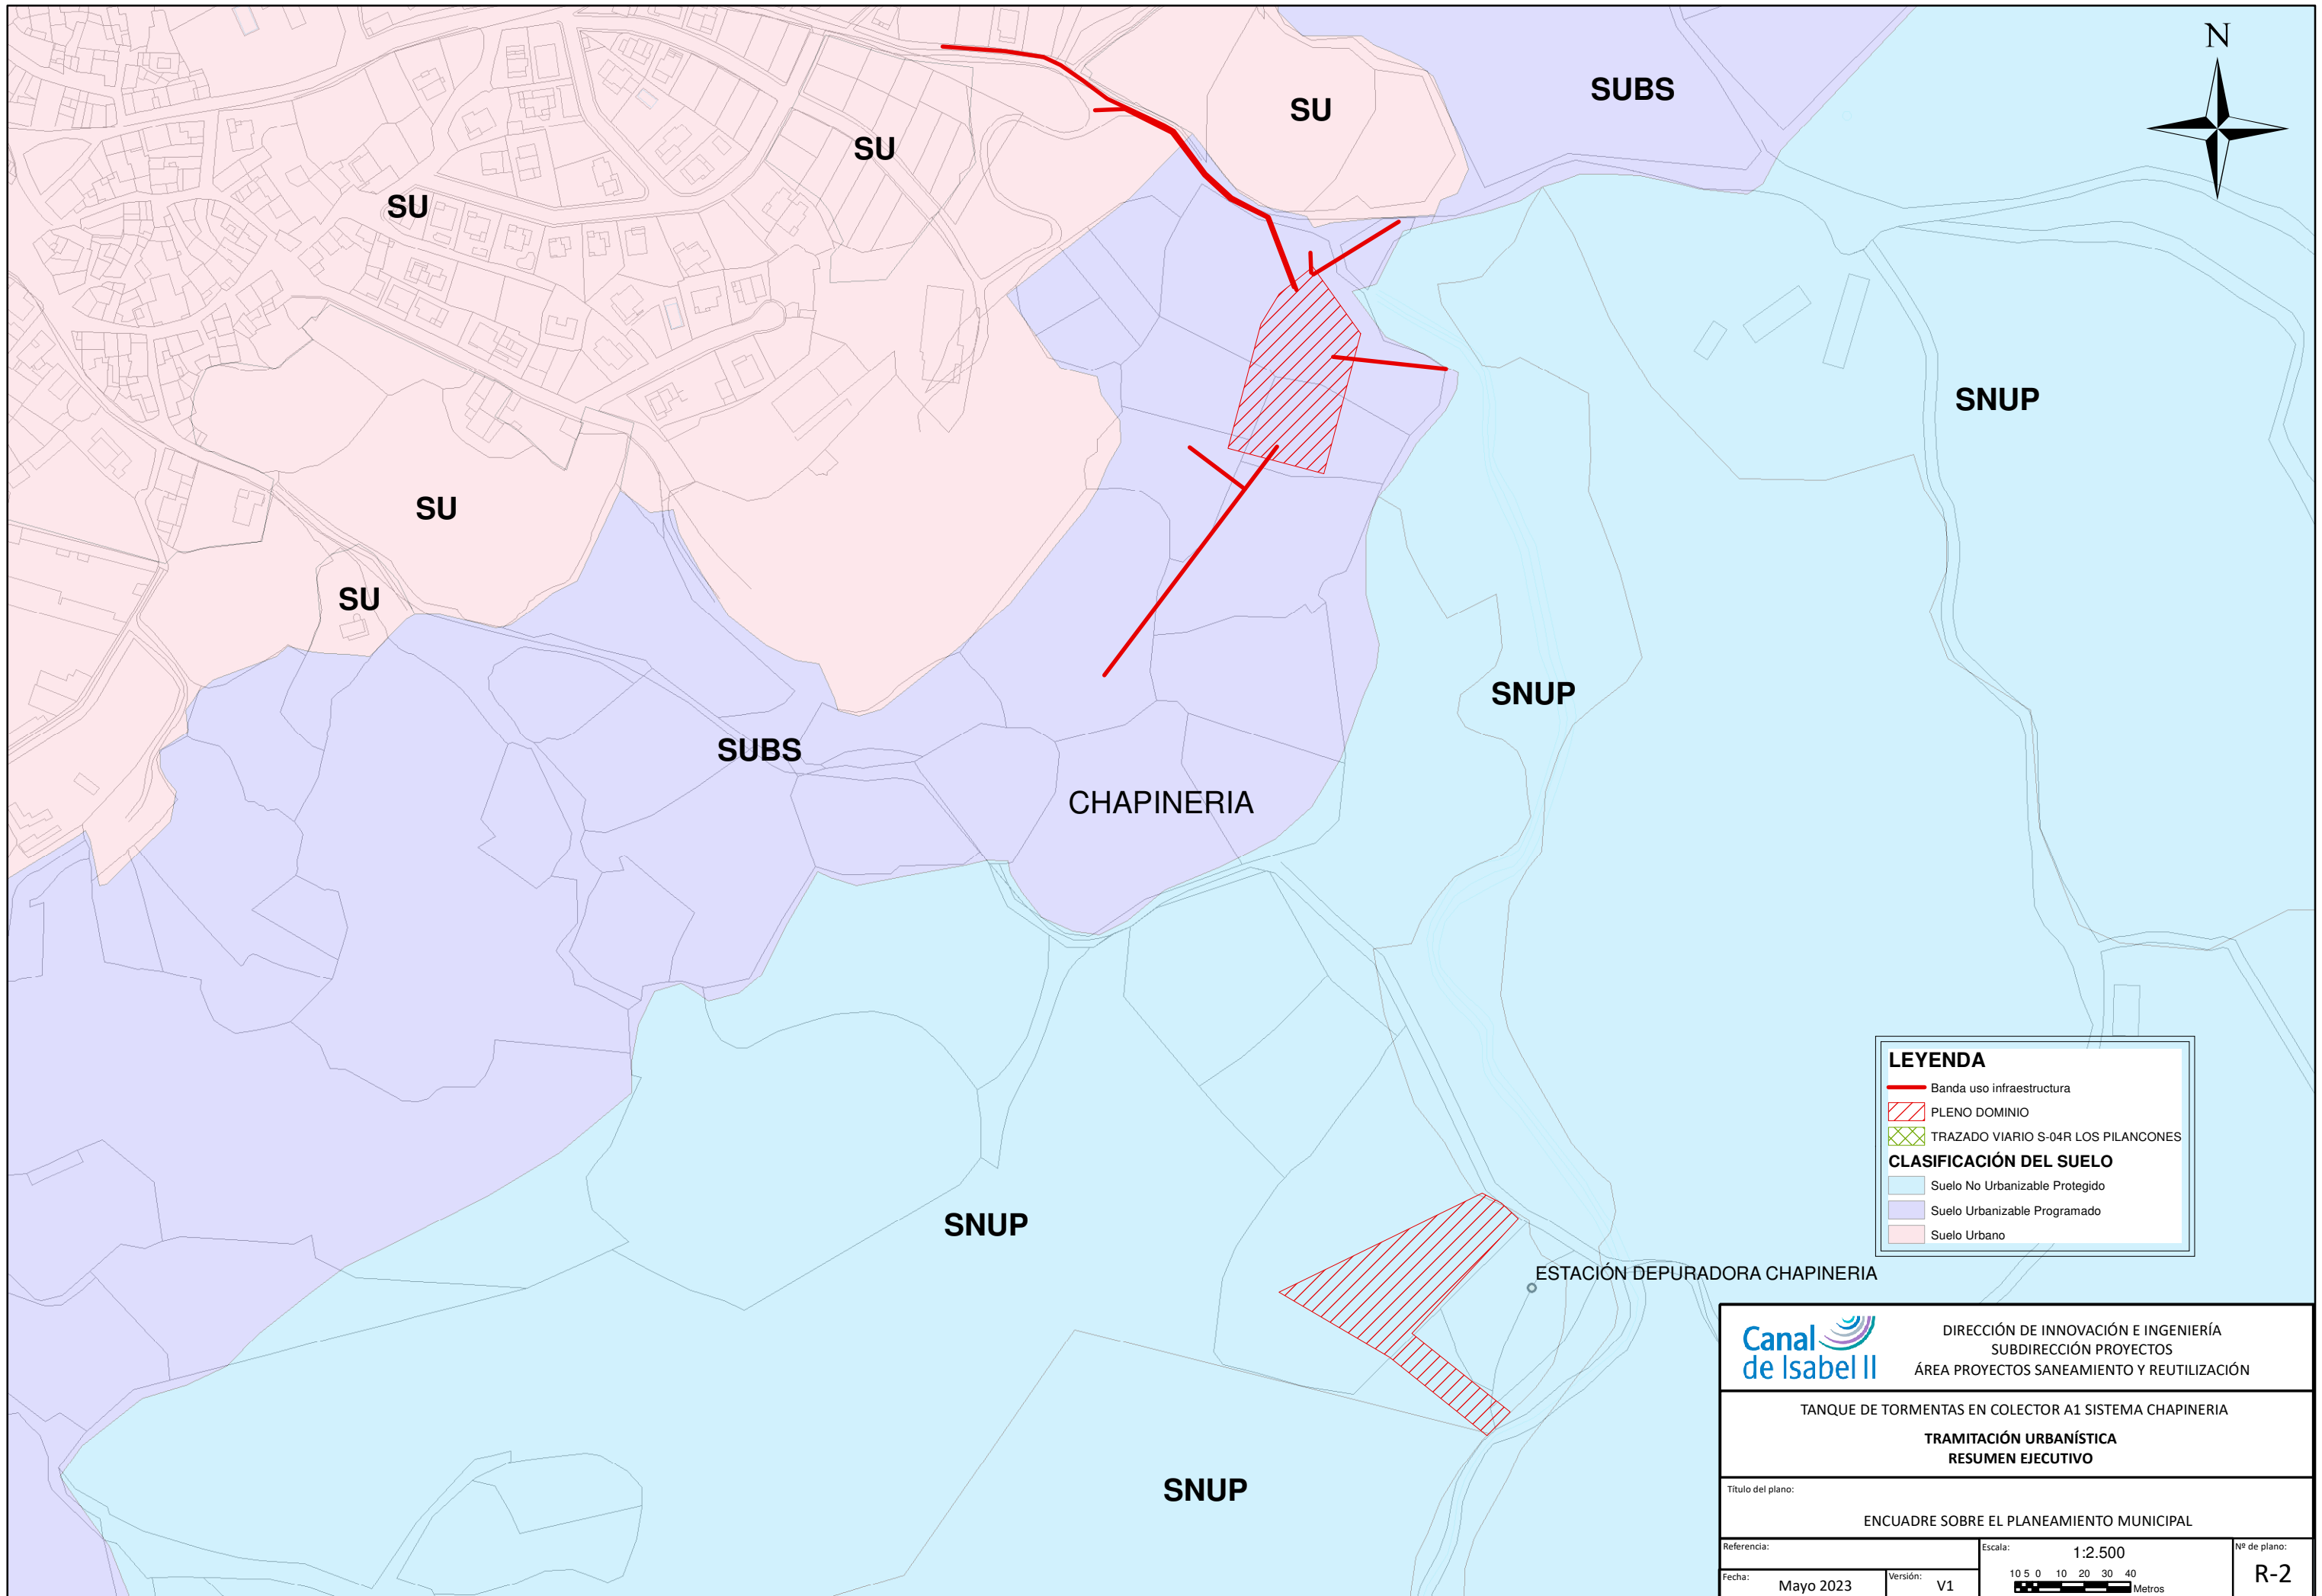 N
SUBS
SU
SU
SU
SNUP
SU
SU
SNUP
SUBS
CHAPINERIA
SNUP
ESTACIÓN DEPURADORA CHAPINERIA
SNUP
LEYENDA
Banda uso infraestructura
PLENO DOMINIO
TRAZADO VIARIO S-04R LOS PILANCONES
CLASIFICACIÓN DEL SUELO
Suelo No Urbanizable Protegido
Suelo Urbanizable Programado
Suelo Urbano
Canal
de Isabel II
DIRECCIÓN DE INNOVACIÓN E INGENIERÍA
SUBDIRECCIÓN PROYECTOS
ÁREA PROYECTOS SANEAMIENTO Y REUTILIZACIÓN
TANQUE DE TORMENTAS EN COLECTOR A1 SISTEMA CHAPINERIA
TRAMITACIÓN URBANÍSTICA
RESUMEN EJECUTIVO
Título del plano:
ENCUADRE SOBRE EL PLANEAMIENTO MUNICIPAL
Referencia:
Fecha:
Mayo 2023
Versión:
V1
Escala:
1:2.500
10 5 0 10 20 30 40
Metros
Nº de plano:
R-2